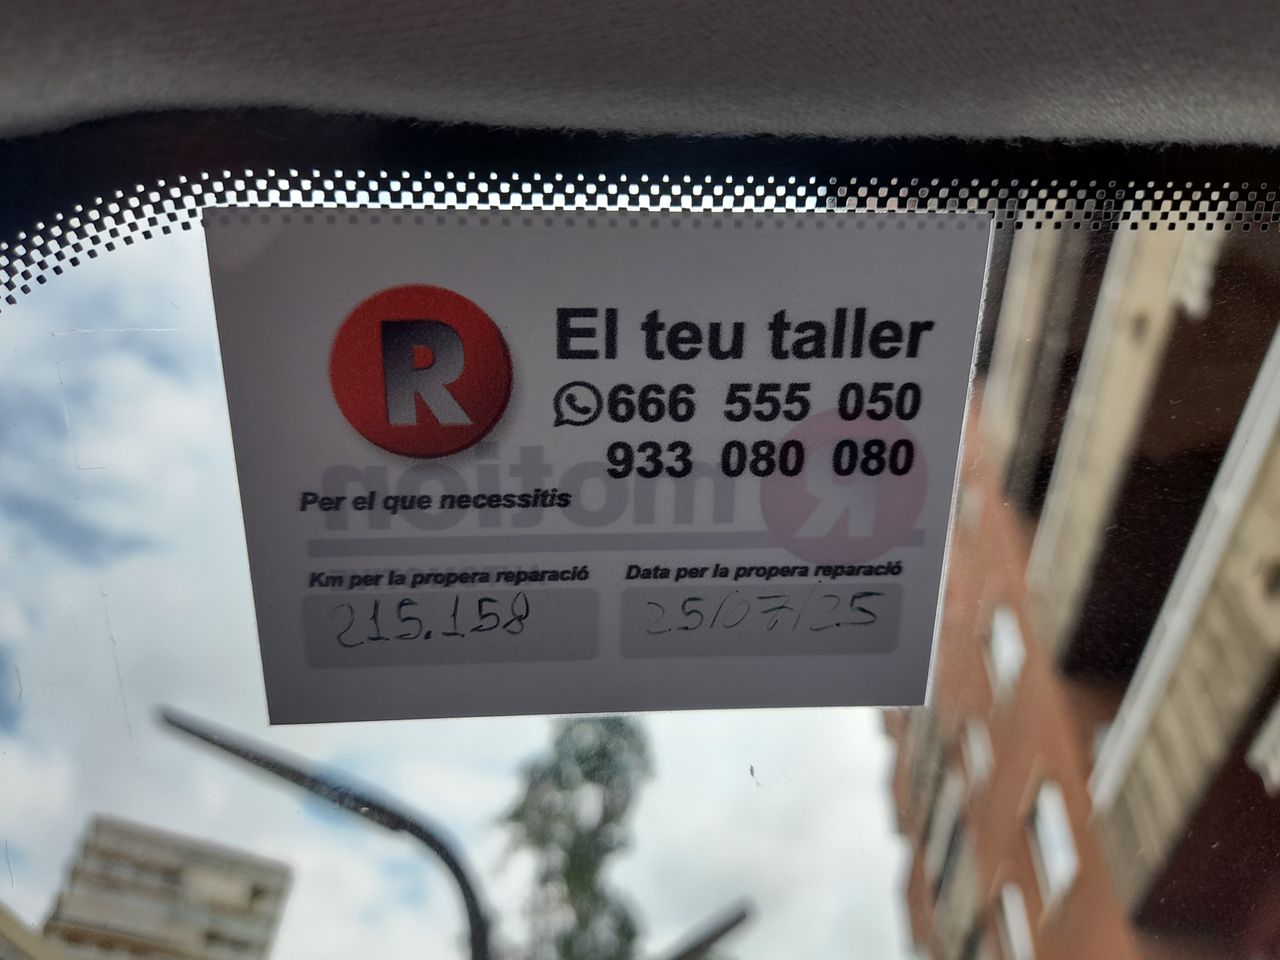 R
El teu taller
666 555 050
933 080 080
Per el que necessitis
Km per la propera reparació
Data per la propera reparació
215.158
25/07/25
R motion